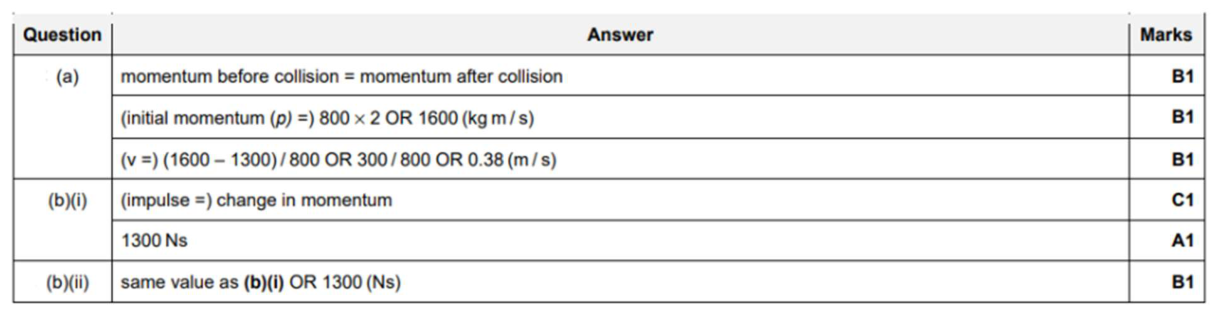 Question Answer Marks
(a) momentum before collision = momentum after collision B1
(initial momentum (p) =) 800 × 2 OR 1600 (kg m / s) B1
(v =) (1600 – 1300) / 800 OR 300 / 800 OR 0.38 (m / s) B1
(b)(i) (impulse =) change in momentum C1
1300 Ns A1
(b)(ii) same value as (b)(i) OR 1300 (Ns) B1